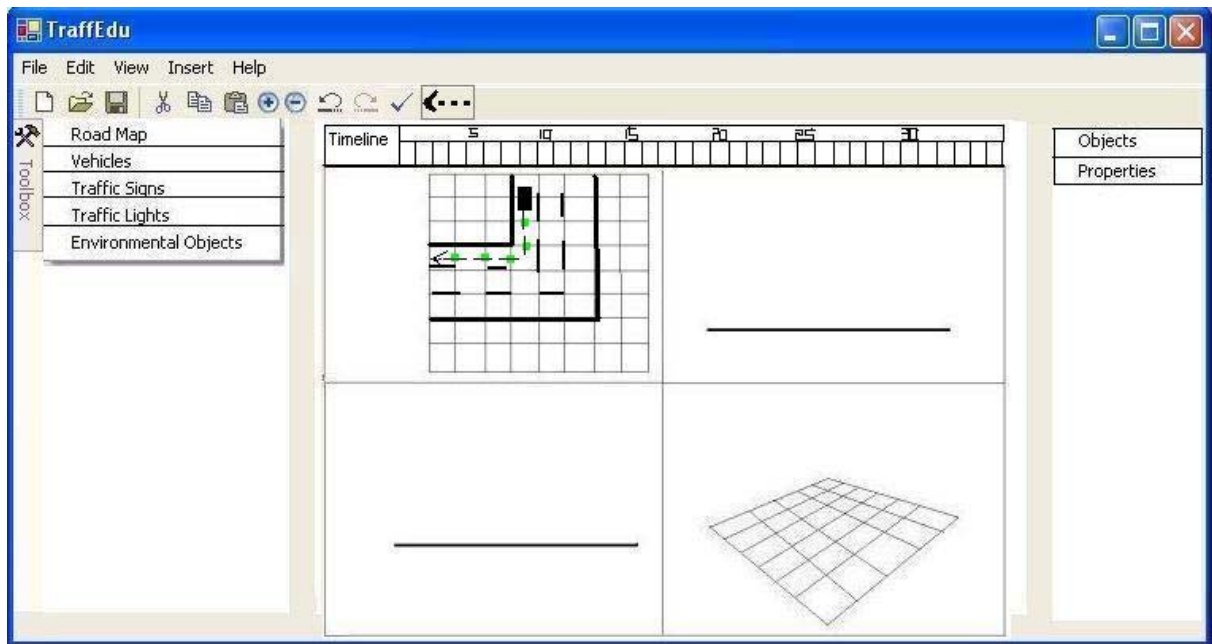 TraffEdu
File Edit View Insert Help
Toolbox
Road Map
Vehicles
Traffic Signs
Traffic Lights
Environmental Objects
Timeline 5 10 15 20 25 30
Objects
Properties